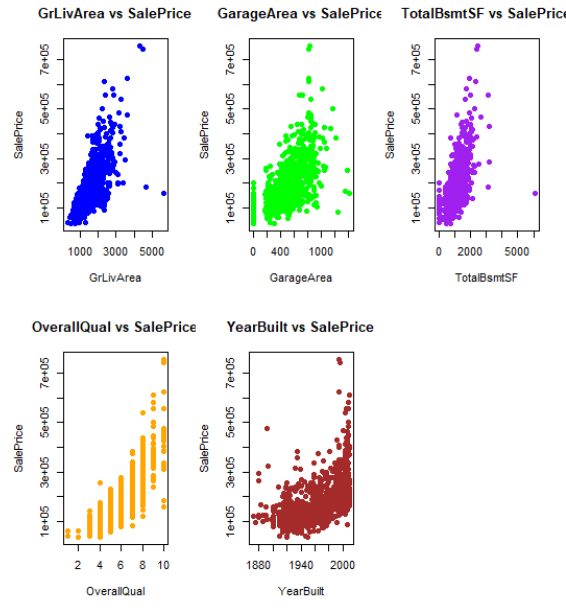 GrLivArea vs SalePrice
SalePrice
1e+05 3e+05 5e+05 7e+05
1000 3000 5000
GrLivArea
GarageArea vs SalePrice
SalePrice
1e+05 3e+05 5e+05 7e+05
0 400 1000
GarageArea
TotalBsmtSF vs SalePrice
SalePrice
1e+05 3e+05 5e+05 7e+05
0 2000 5000
TotalBsmtSF
OverallQual vs SalePrice
SalePrice
1e+05 3e+05 5e+05 7e+05
2 4 6 8 10
OverallQual
YearBuilt vs SalePrice
SalePrice
1e+05 3e+05 5e+05 7e+05
1880 1940 2000
YearBuilt